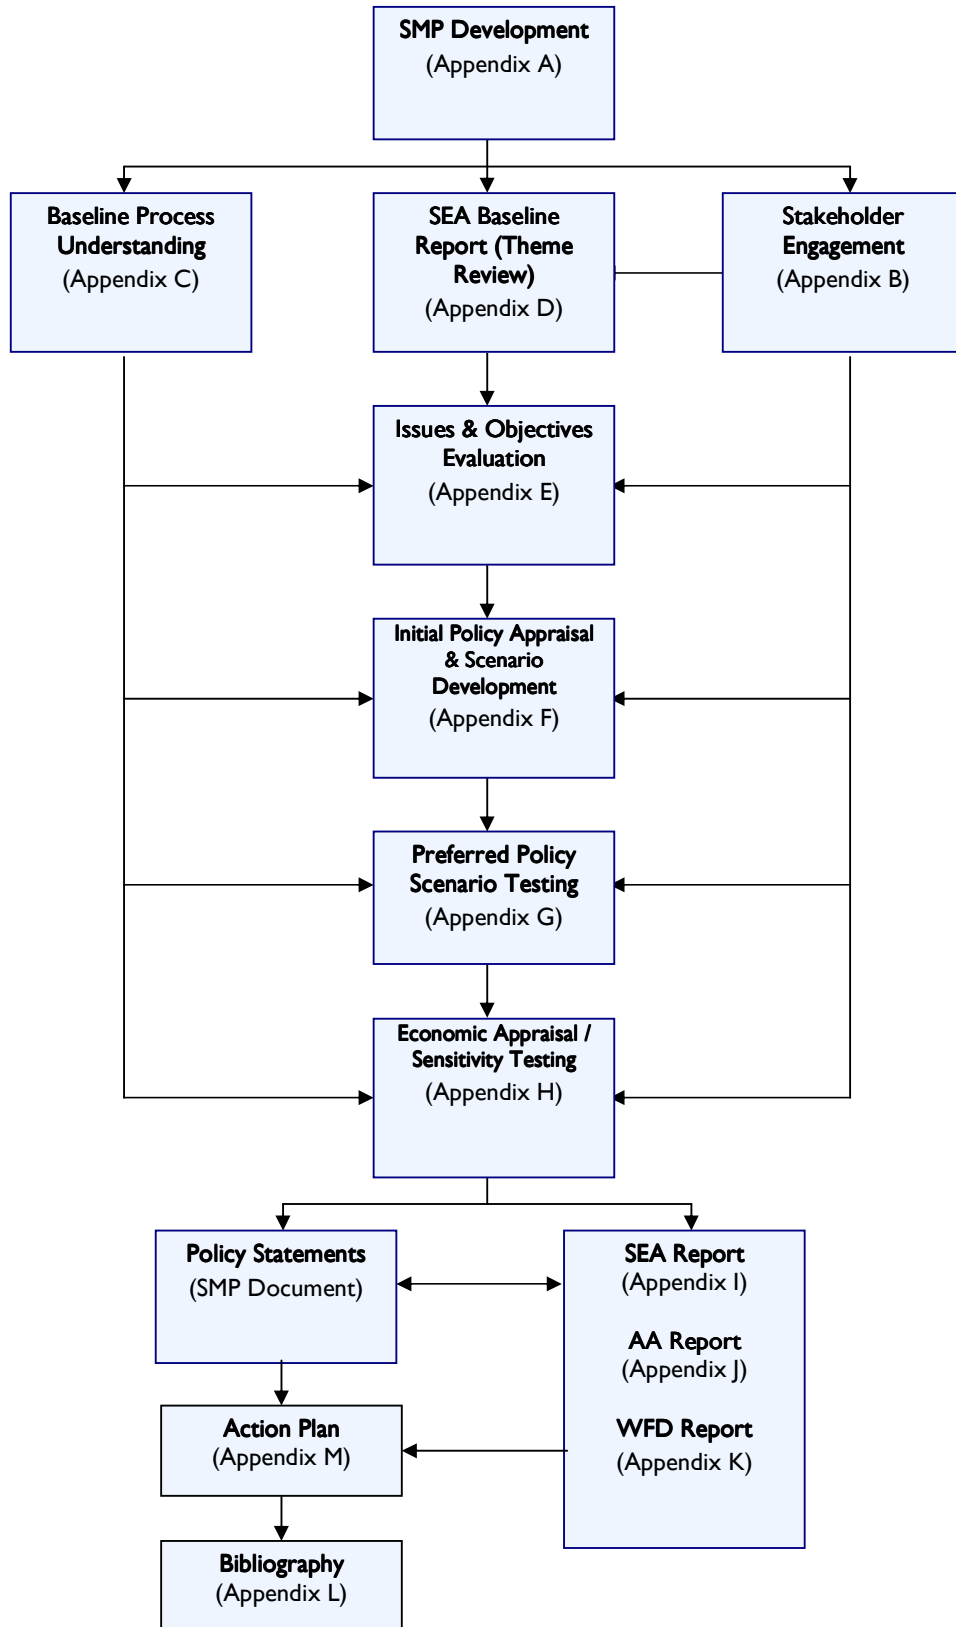 SMP Development
(Appendix A)
Baseline Process
Understanding
(Appendix C)
SEA Baseline
Report (Theme
Review)
(Appendix D)
Stakeholder
Engagement
(Appendix B)
Issues & Objectives
Evaluation
(Appendix E)
Initial Policy Appraisal
& Scenario
Development
(Appendix F)
Preferred Policy
Scenario Testing
(Appendix G)
Economic Appraisal /
Sensitivity Testing
(Appendix H)
Policy Statements
(SMP Document)
SEA Report
(Appendix I)
AA Report
(Appendix J)
WFD Report
(Appendix K)
Action Plan
(Appendix M)
Bibliography
(Appendix L)